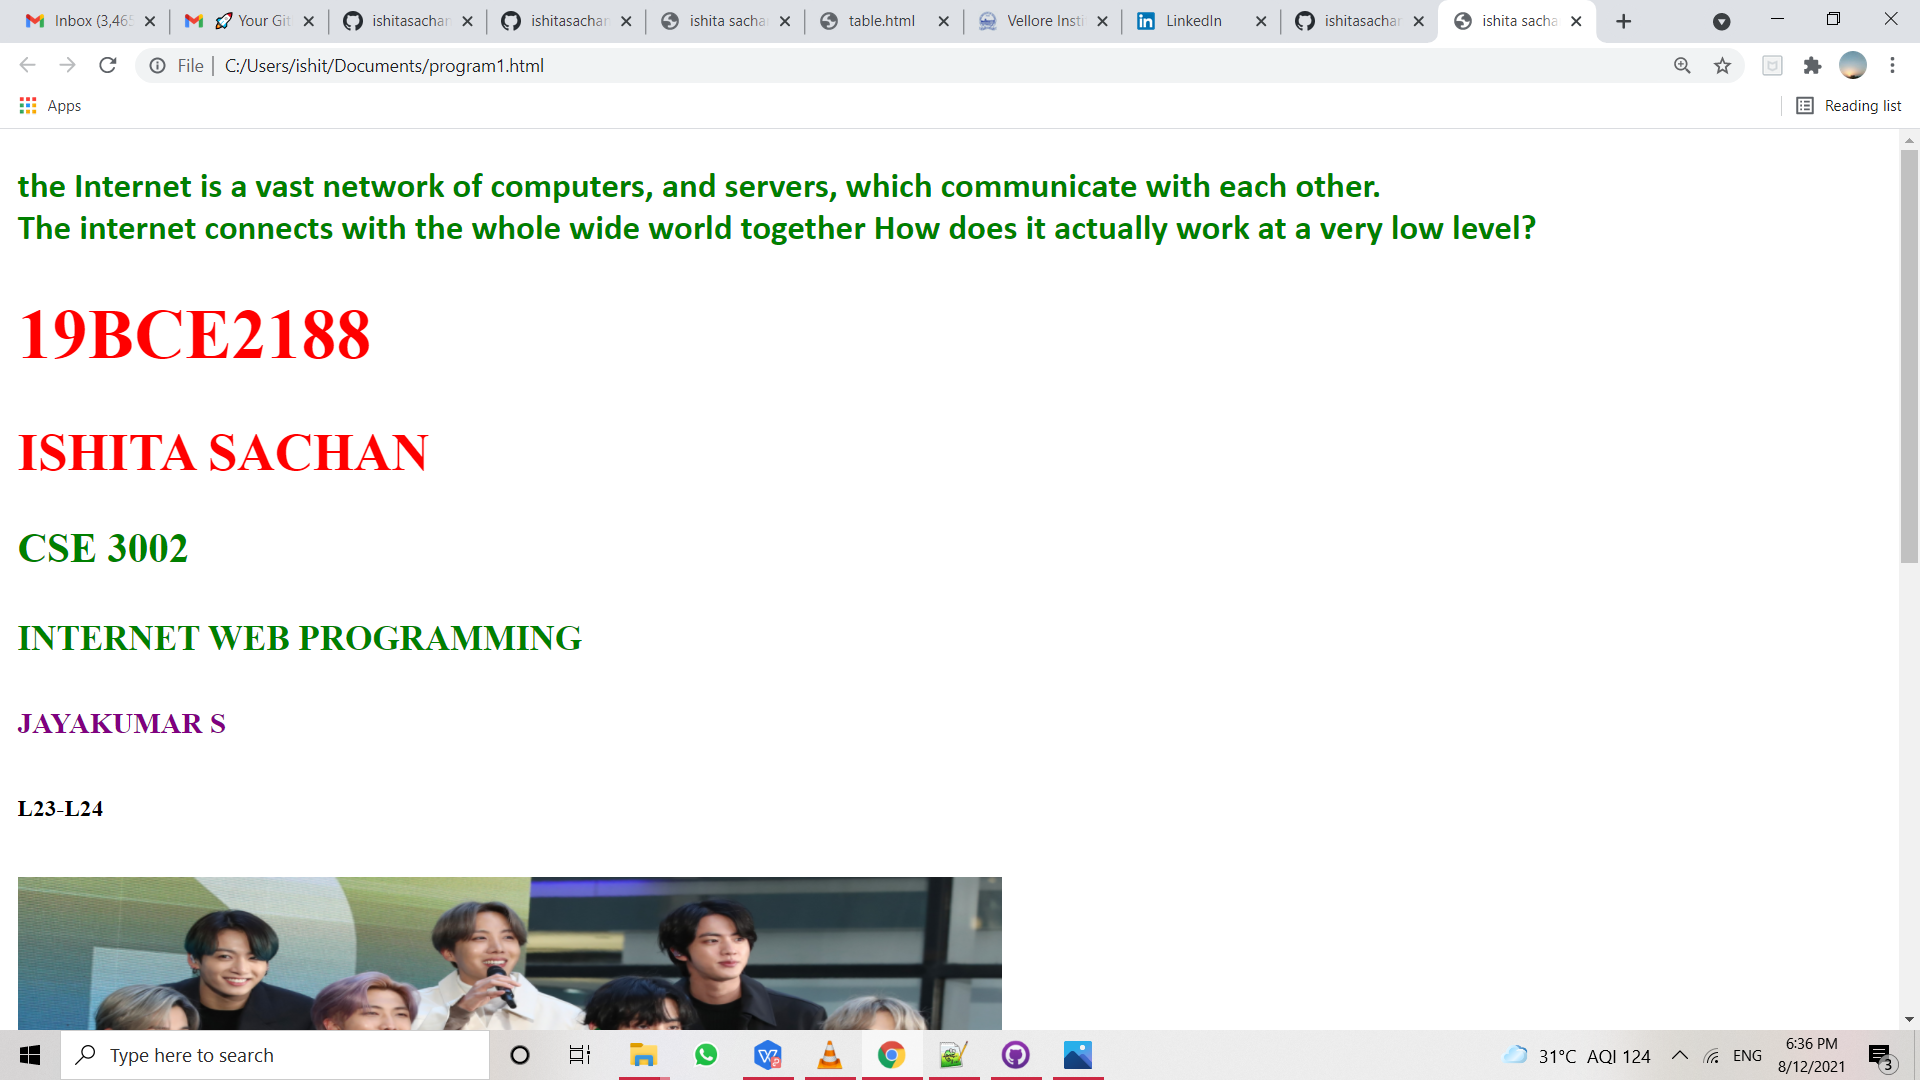 Inbox (3,465
Your Git
ishitasachan
ishitasachan
ishita sacha
table.html
Vellore Insti
LinkedIn
ishitasachan
ishita sacha
File | C:/Users/ishit/Documents/program1.html
Apps
Reading list
the Internet is a vast network of computers, and servers, which communicate with each other.
The internet connects with the whole wide world together How does it actually work at a very low level?
19BCE2188
ISHITA SACHAN
CSE 3002
INTERNET WEB PROGRAMMING
JAYAKUMAR S
L23-L24
Type here to search
31°C AQI 124
ENG
6:36 PM
8/12/2021
3